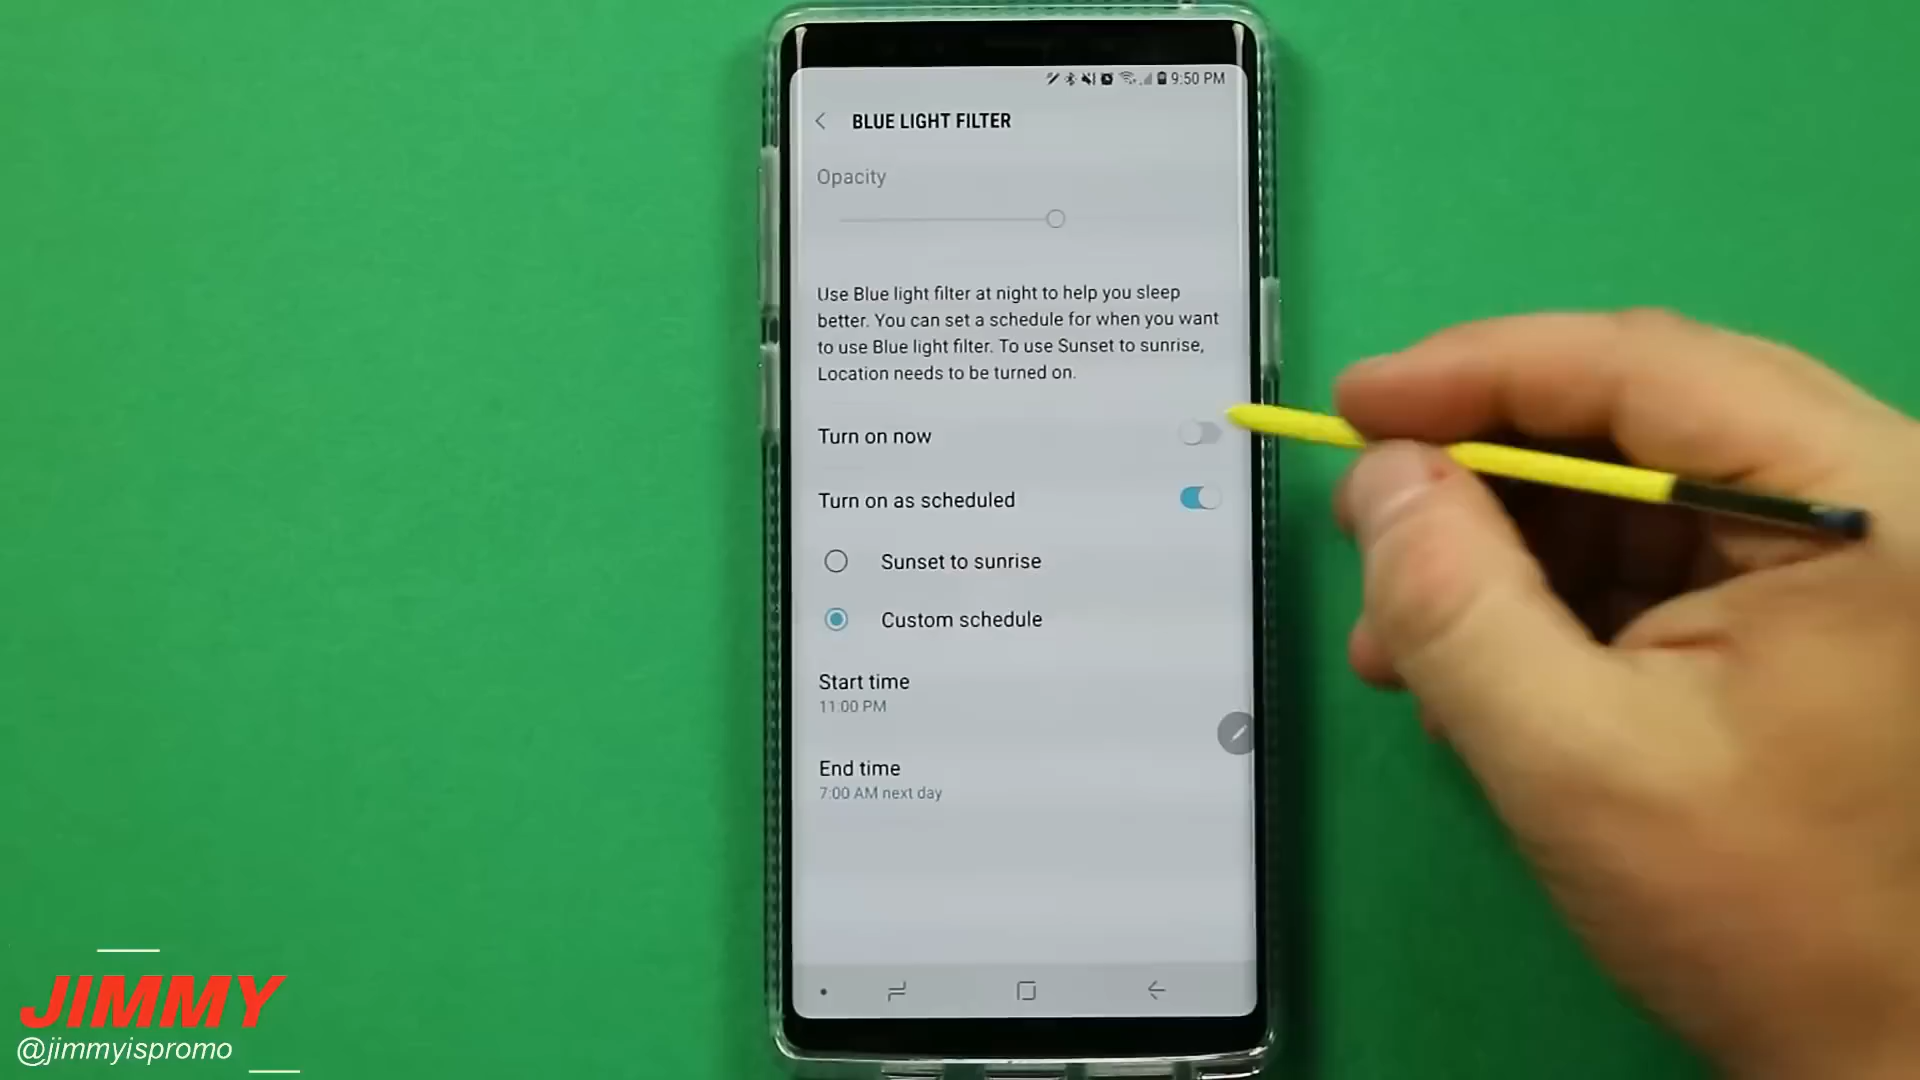 9:50 PM
BLUE LIGHT FILTER
Opacity
Use Blue light filter at night to help you sleep
better. You can set a schedule for when you want
to use Blue light filter. To use Sunset to sunrise,
Location needs to be turned on.
Turn on now
Turn on as scheduled
Sunset to sunrise
Custom schedule
Start time
11:00 PM
End time
7:00 AM next day
JIMMY
@jimmyispromo